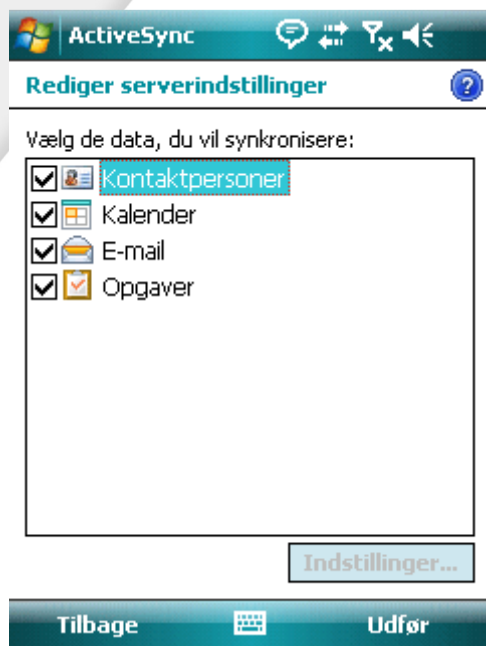 ActiveSync
Rediger serverindstillinger
Vælg de data, du vil synkronisere:
Kontaktpersoner
Kalender
E-mail
Opgaver
Indstillinger...
Tilbage Udfør